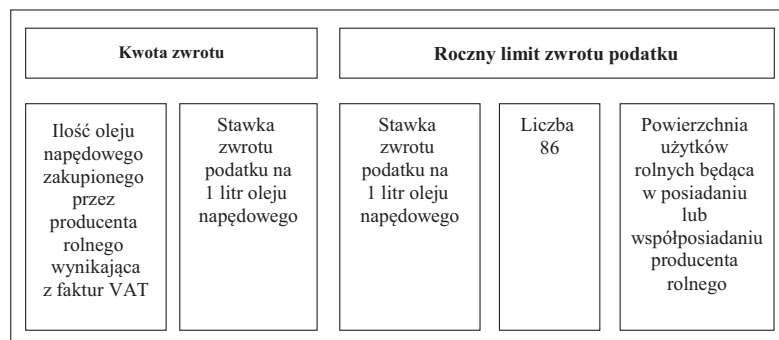 Kwota zwrotu
Roczny limit zwrotu podatku
Ilość oleju
napędowego
zakupionego
przez
producenta
rolnego
wynikająca
z faktur VAT
Stawka
zwrotu
podatku na
1 litr oleju
napędowego
Stawka
zwrotu
podatku na
1 litr oleju
napędowego
Liczba
86
Powierzchnia
użytków
rolnych będąca
w posiadaniu
lub
współposiadaniu
producenta
rolnego